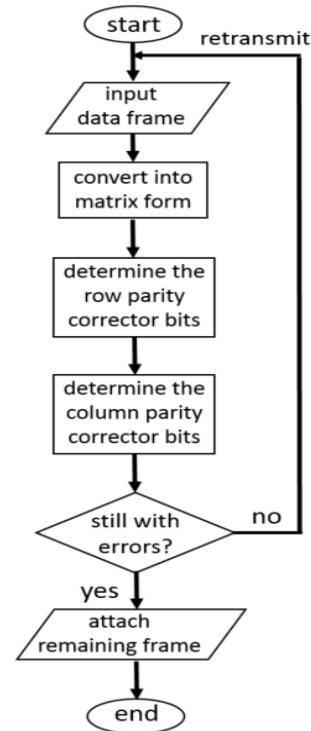 start
retransmit
input
data frame
convert into
matrix form
determine the
row parity
corrector bits
determine the
column parity
corrector bits
still with
errors?
no
yes
attach
remaining frame
end